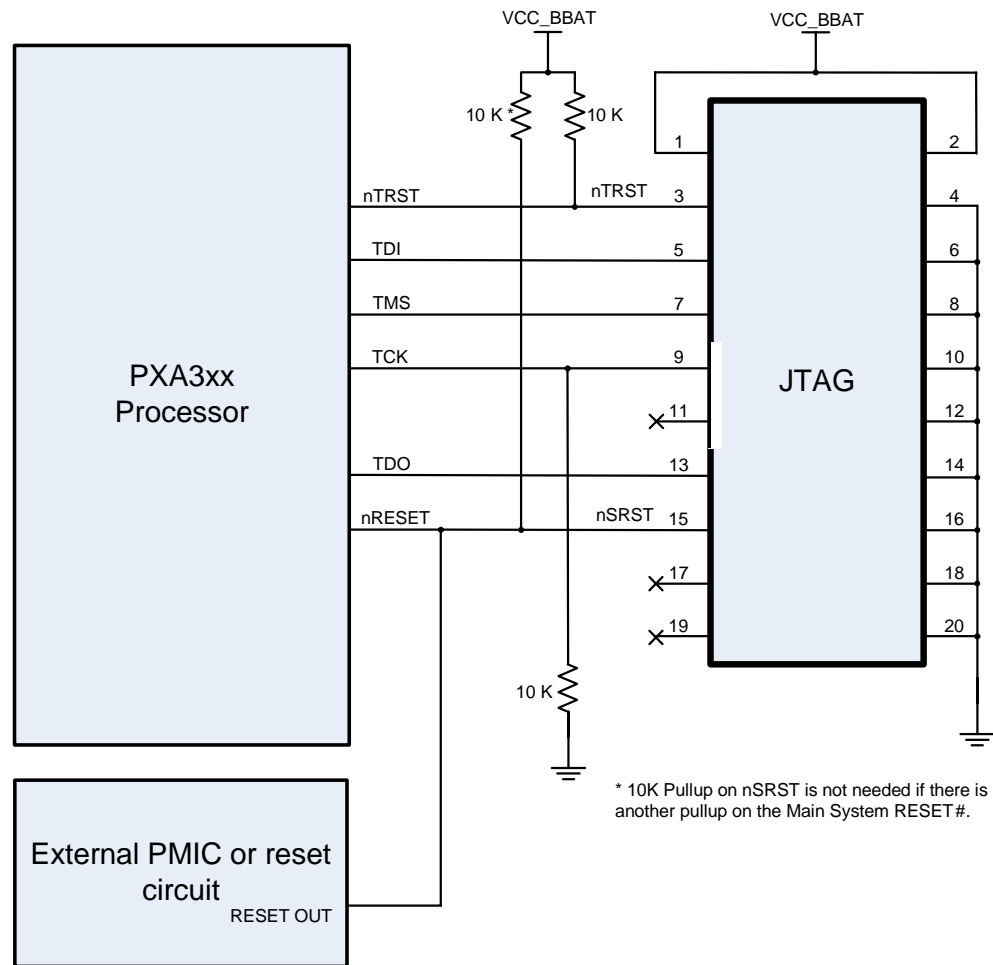 VCC_BBAT
VCC_BBAT
10 K *
10 K
1
2
nTRST
nTRST
3
4
TDI
5
6
TMS
7
8
TCK
9
10
PXA3xx
Processor
JTAG
11
12
TDO
13
14
nRESET
nSRST
15
16
17
18
19
20
10 K
* 10K Pullup on nSRST is not needed if there is
another pullup on the Main System RESET#.
External PMIC or reset
circuit
RESET OUT